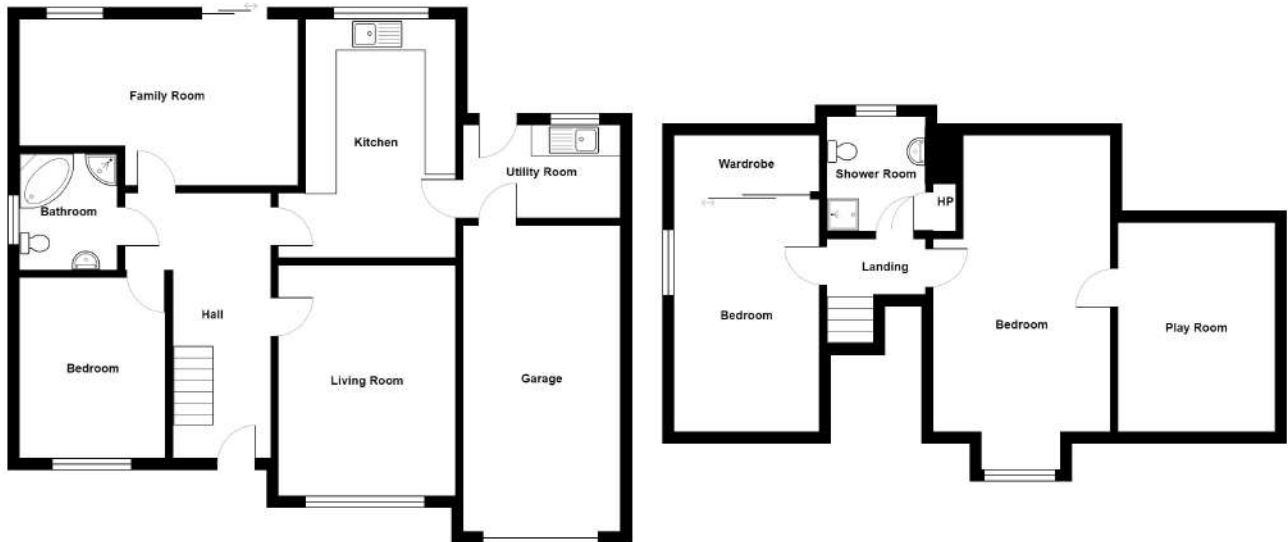 Family Room
Kitchen
Utility Room
Bathroom
Hall
Bedroom
Living Room
Garage
Wardrobe
Shower Room
HP
Landing
Bedroom
Bedroom
Play Room